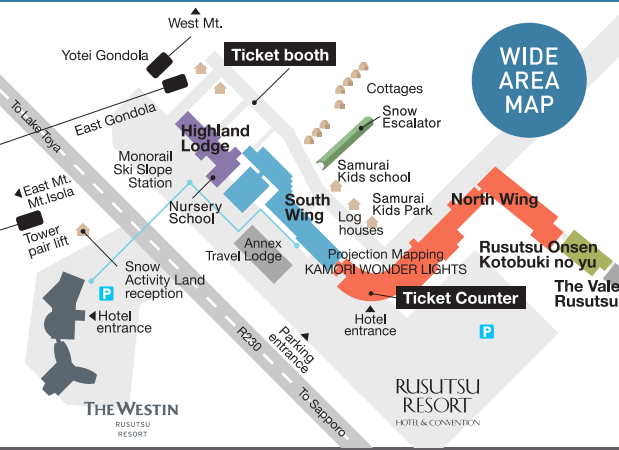 West Mt.
Yotei Gondola
Ticket booth
WIDE
AREA
MAP
Cottages
To Lake Toya
East Gondola
Snow
Escalator
Highland
Lodge
Monorail
Ski Slope
Station
Samurai
Kids school
East Mt.
Mt.Isola
Nursery
School
South
Wing
Samurai
Kids Park
North Wing
Log
houses
Tower
pair lift
Annex
Travel Lodge
Projection Mapping
KAMORI WONDER LIGHTS
Rusutsu Onsen
Kotobuki no yu
Snow
Activity Land
reception
The Vale
Rusutsu
P
Ticket Counter
Hotel
entrance
Hotel
entrance
R230
Parking
entrance
P
To Sapporo
THE WESTIN
RUSUTSU
RESORT
RUSUTSU
RESORT
HOTEL & CONVENTION